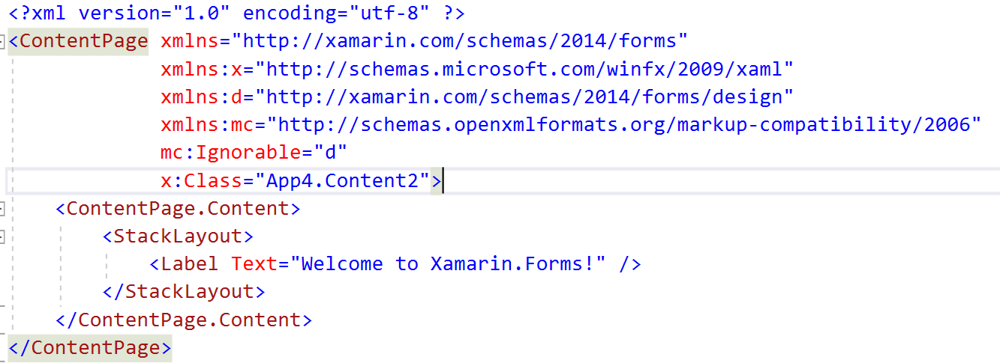 <?xml version="1.0" encoding="utf-8" ?>
<ContentPage xmlns="http://xamarin.com/schemas/2014/forms"
             xmlns:x="http://schemas.microsoft.com/winfx/2009/xaml"
             xmlns:d="http://xamarin.com/schemas/2014/forms/design"
             xmlns:mc="http://schemas.openxmlformats.org/markup-compatibility/2006"
             mc:Ignorable="d"
             x:Class="App4.Content2">
    <ContentPage.Content>
        <StackLayout>
            <Label Text="Welcome to Xamarin.Forms!" />
        </StackLayout>
    </ContentPage.Content>
</ContentPage>